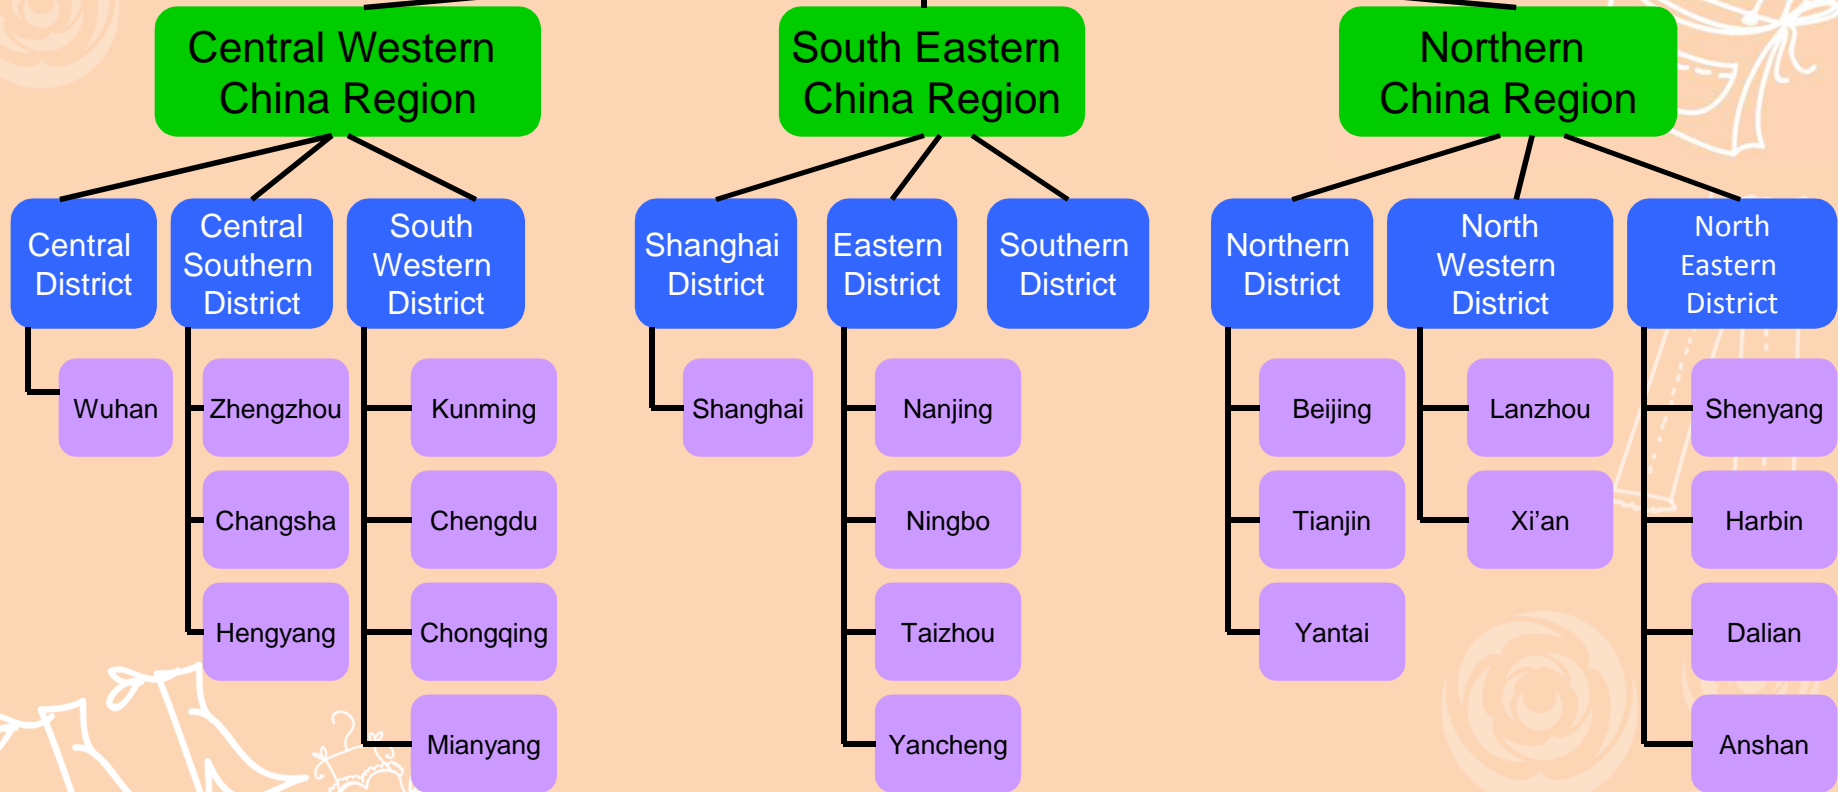 Central Western
China Region
South Eastern
China Region
Northern
China Region
Central
District
Central
Southern
District
South
Western
District
Shanghai
District
Eastern
District
Southern
District
Northern
District
North
Western
District
North
Eastern
District
Wuhan
Zhengzhou
Kunming
Shanghai
Nanjing
Beijing
Lanzhou
Shenyang
Changsha
Chengdu
Ningbo
Tianjin
Xi’an
Harbin
Hengyang
Chongqing
Taizhou
Yantai
Dalian
Mianyang
Yancheng
Anshan